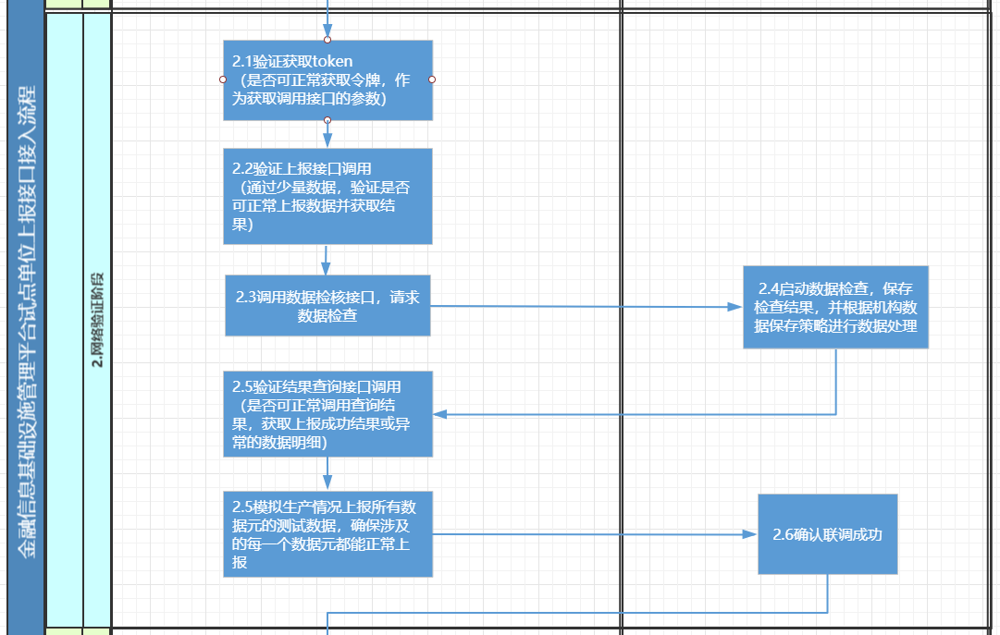 金融信息基础设施管理平台试点单位上报接口接入流程
2.网络验证阶段
2.1验证获取token
（是否可正常获取令牌，作
为获取调用接口的参数）
2.2验证上报接口调用
（通过少量数据，验证是否
可正常上报数据并获取结
果）
2.3调用数据检核接口，请求
数据检查
2.4启动数据检查，保存
检查结果，并根据机构数
据保存策略进行数据处理
2.5验证结果查询接口调用
（是否可正常调用查询结
果，获取上报成功结果或异
常的数据明细）
2.5模拟生产情况上报所有数
据元的测试数据，确保涉及
的每一个数据元都能正常上
报
2.6确认联调成功